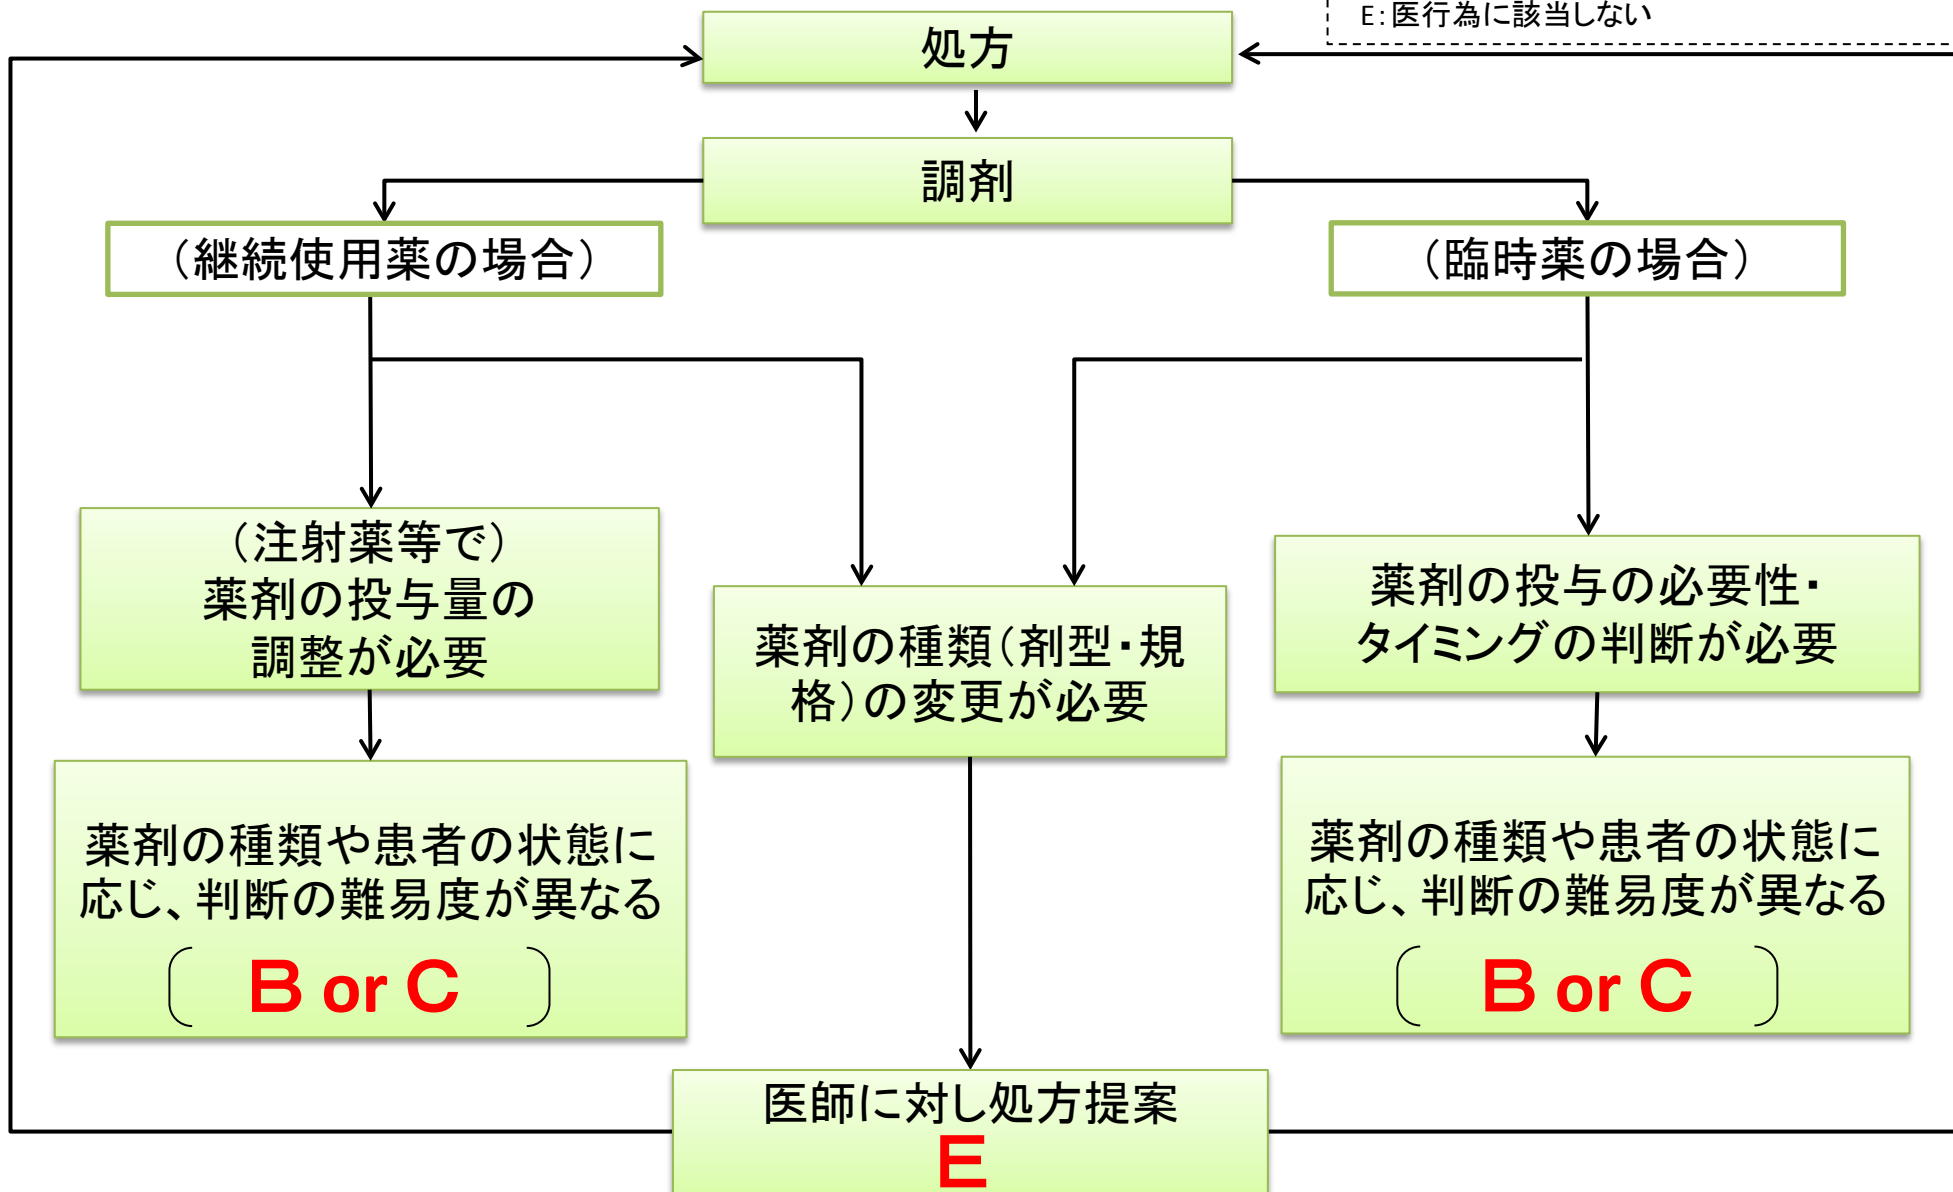 E:医行為に該当しない
処方
調剤
（継続使用薬の場合）
（臨時薬の場合）
（注射薬等で）
薬剤の投与量の
調整が必要
薬剤の種類（剤型・規
格）の変更が必要
薬剤の投与の必要性・
タイミングの判断が必要
薬剤の種類や患者の状態に
応じ、判断の難易度が異なる
B or C
薬剤の種類や患者の状態に
応じ、判断の難易度が異なる
B or C
医師に対し処方提案
E